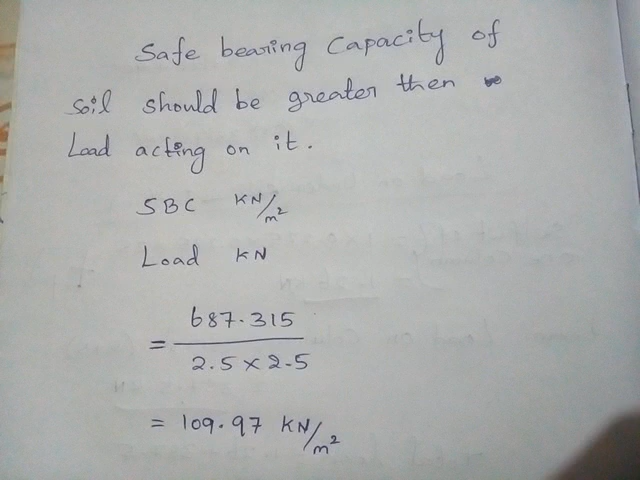 Safe bearing capacity of
soil should be greater then
Load acting on it.
SBC KN/m²
Load KN
= 687.315 / 2.5 × 2.5
= 109.97 KN/m²